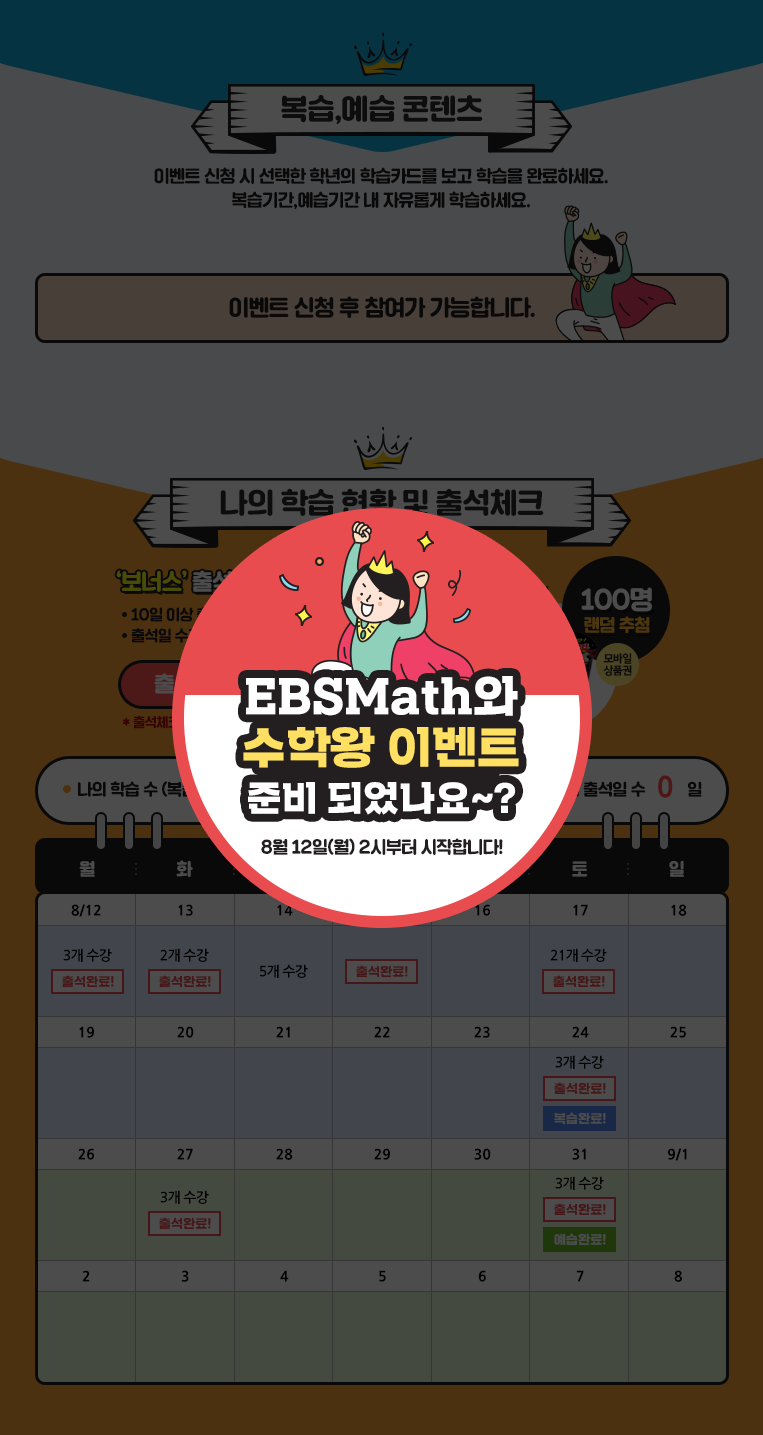 복습,예습 콘텐츠
이벤트 신청 시 선택한 학년의 학습카드를 보고 학습을 완료하세요.
복습기간,예습기간 내 자유롭게 학습하세요.
이벤트 신청 후 참여가 가능합니다.
나의 학습 현황 및 출석체크
'보너스' 출석
• 10일 이상
• 출석일 수
100명
랜덤 추첨
모바일
상품권
출
* 출석체
EBSMath와
수학왕 이벤트
준비 되었나요~?
8월 12일(월) 2시부터 시작합니다!
• 나의 학습 수 (복
출석일 수 0 일
월 화 토 일
8/12 13 14 16 17 18
3개 수강 2개 수강 5개 수강 출석완료! 21개 수강
출석완료! 출석완료! 출석완료!
19 20 21 22 23 24 25
3개 수강
출석완료!
복습완료!
26 27 28 29 30 31 9/1
3개 수강 3개 수강
출석완료! 출석완료!
예습완료!
2 3 4 5 6 7 8